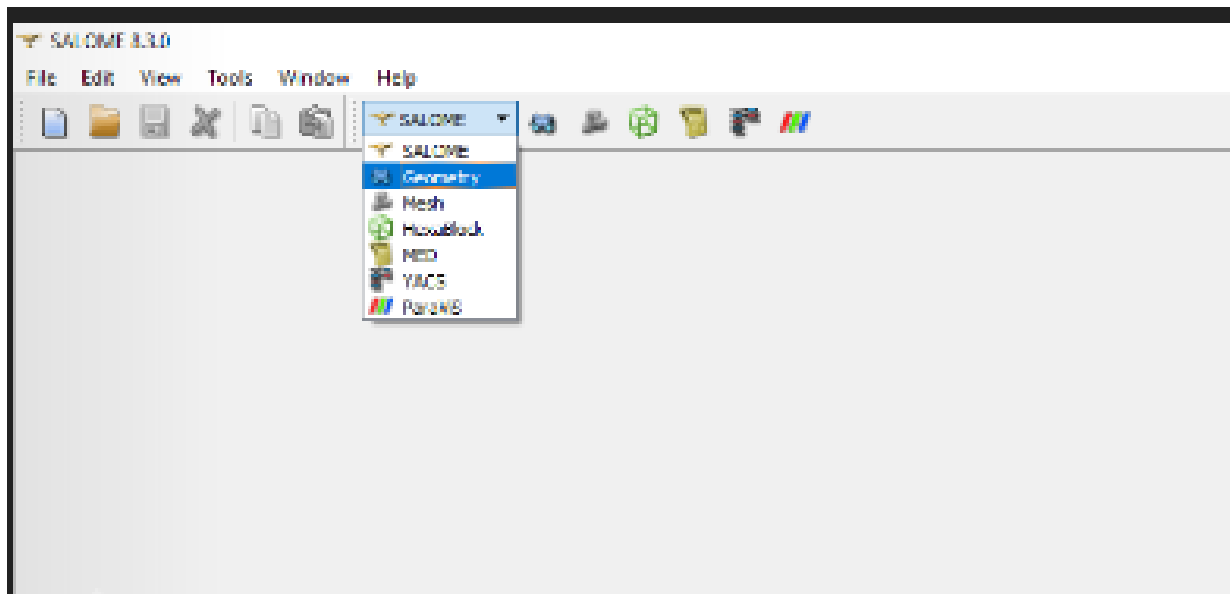 SALOME 8.3.0
File Edit View Tools Window Help
SALOME
SALOME
Geometry
Mesh
HexaBlock
MED
YACS
ParaViS